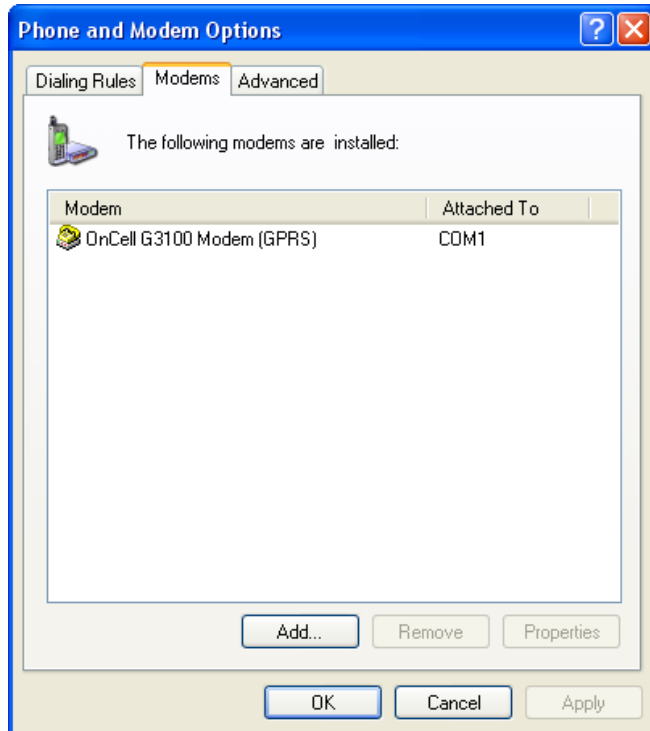 Phone and Modem Options
Dialing Rules Modems Advanced
The following modems are installed:
Modem Attached To
OnCell G3100 Modem (GPRS) COM1
Add... Remove Properties
OK Cancel Apply